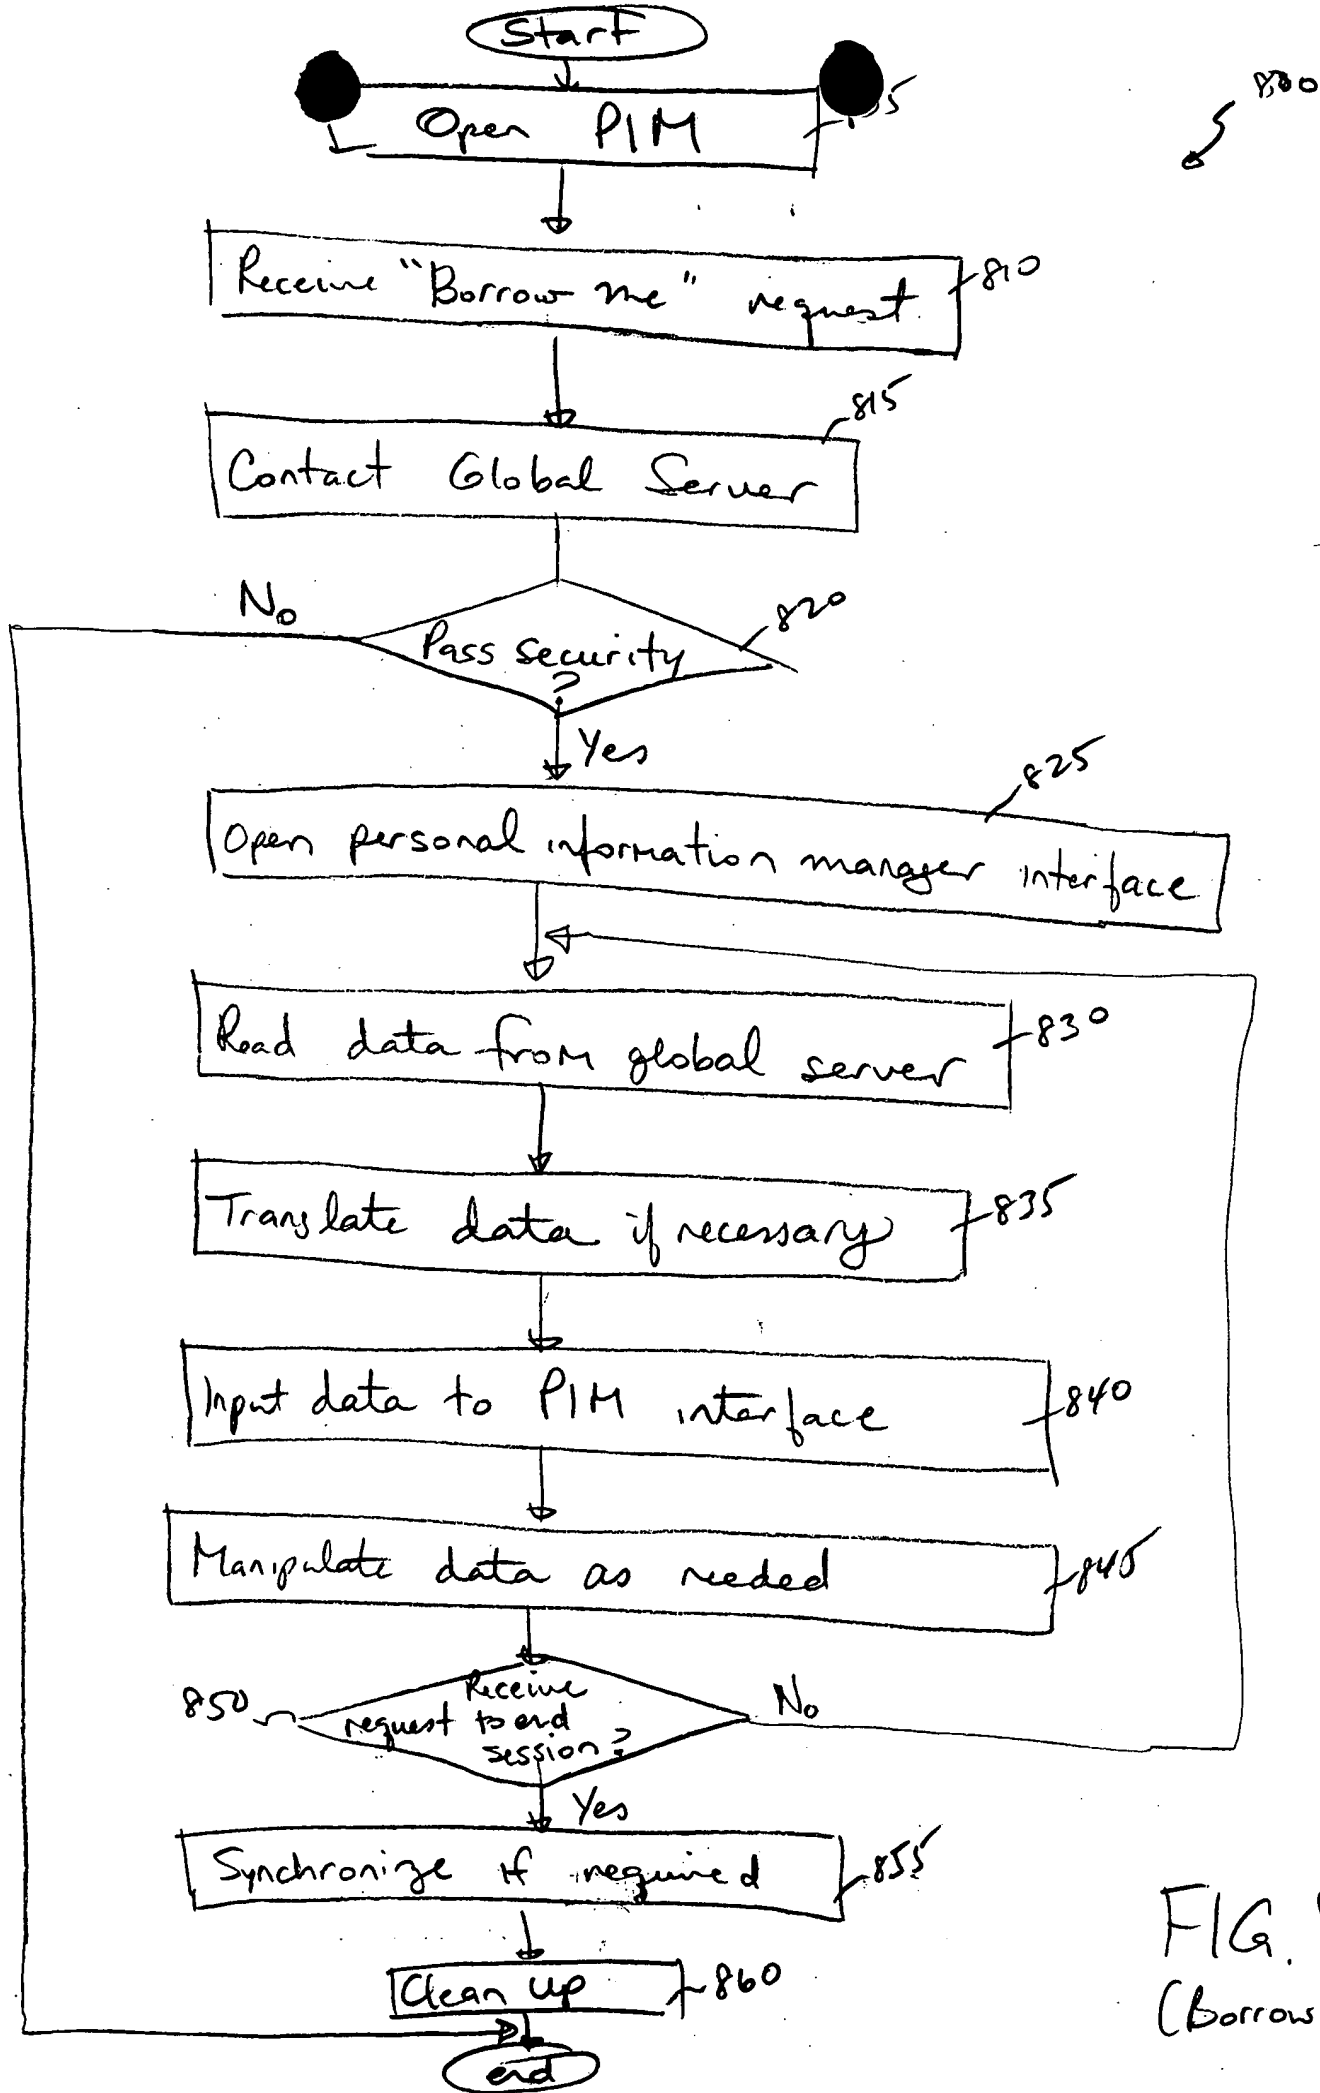 Start
800
Open PIM
5
Receive "Borrow me" request
810
815
Contact Global Server
No
820
Pass security
?
Yes
825
Open personal information manager interface
Read data from global server
830
Translate data if necessary
835
Input data to PIM interface
840
Manipulate data as needed
845
850
Receive
request to end
session?
No
Yes
Synchronize if required
855
FIG.
Clean up
860
(Borrows
end